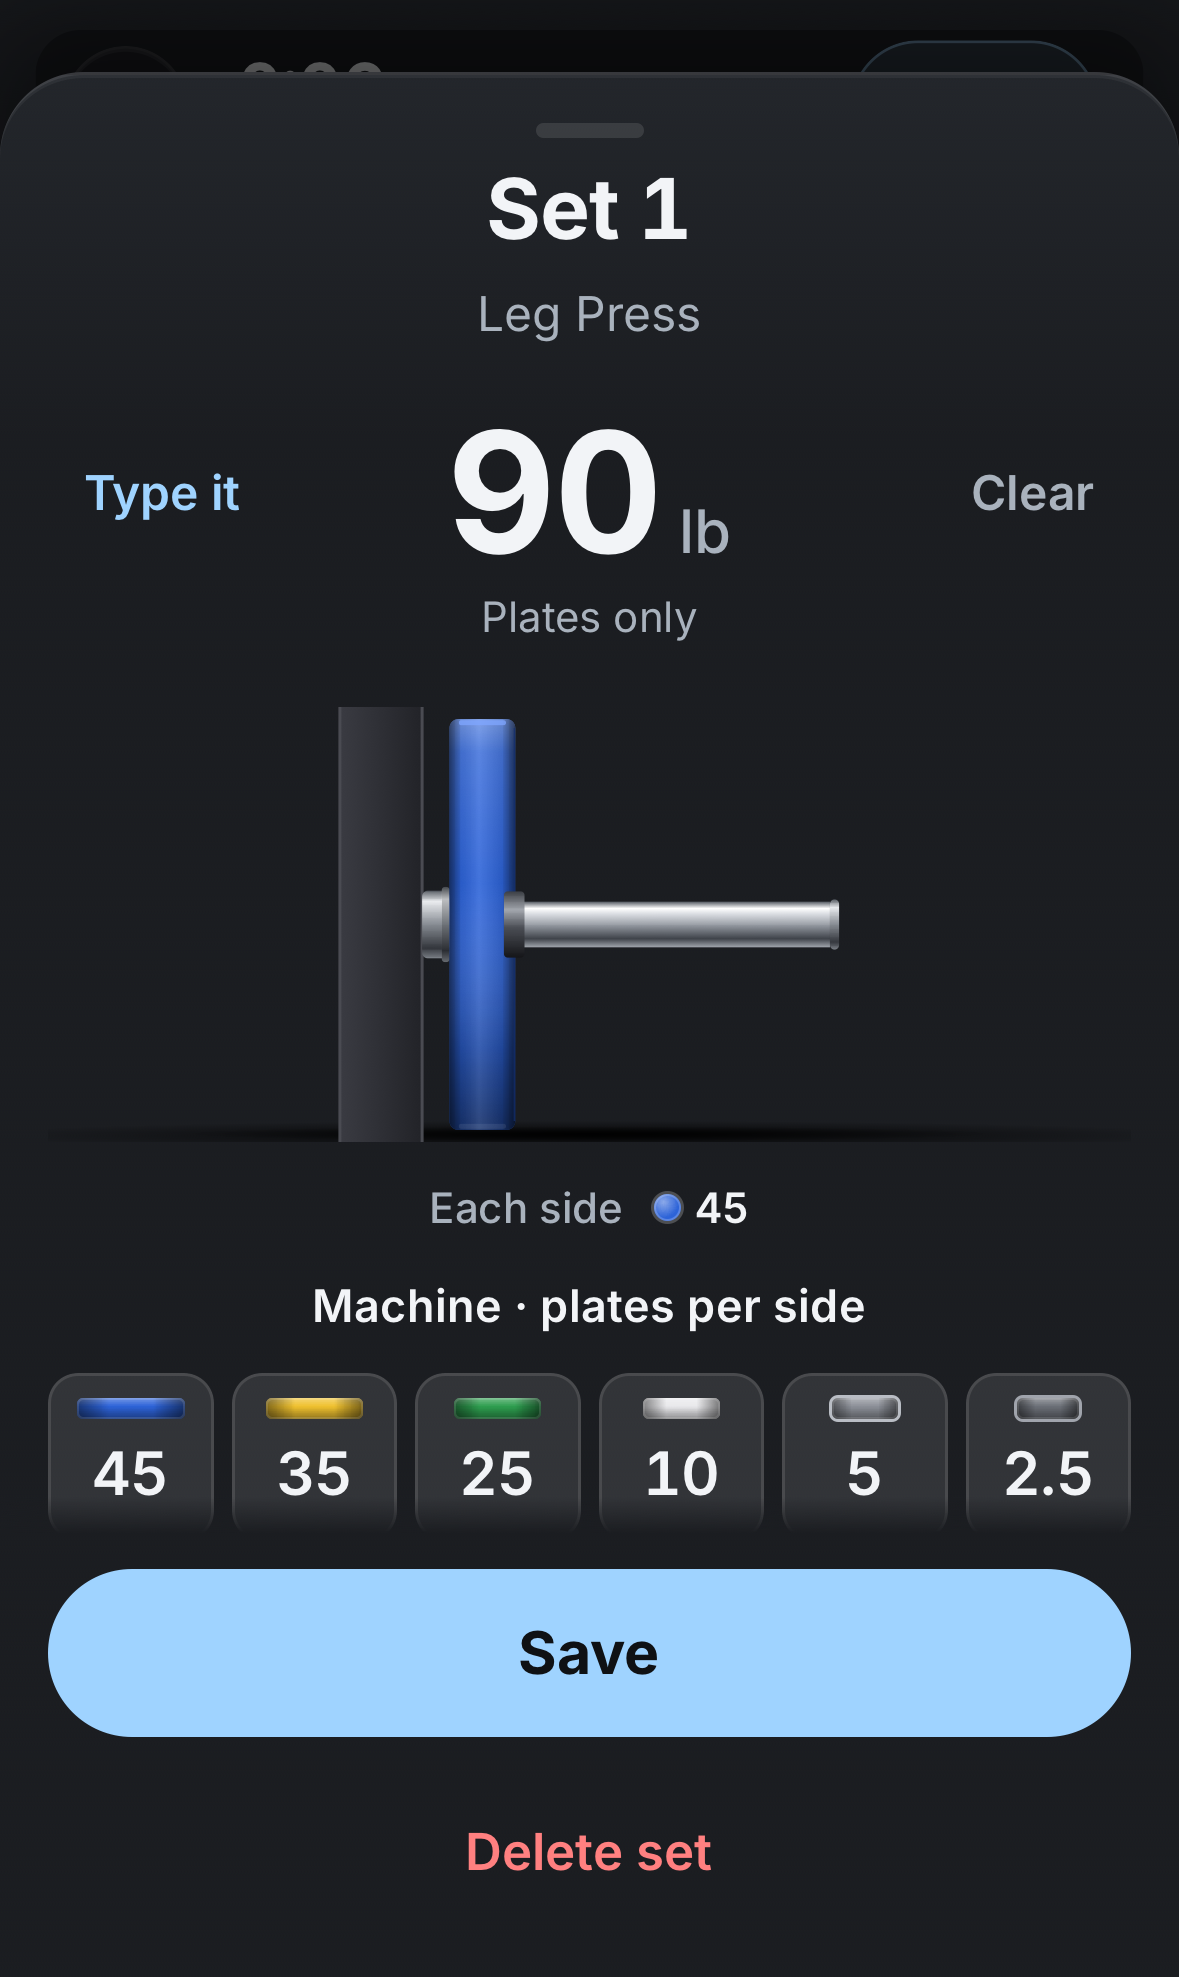 Set 1
Leg Press
Type it
90 lb
Clear
Plates only
Each side 45
Machine · plates per side
45 35 25 10 5 2.5
Save
Delete set